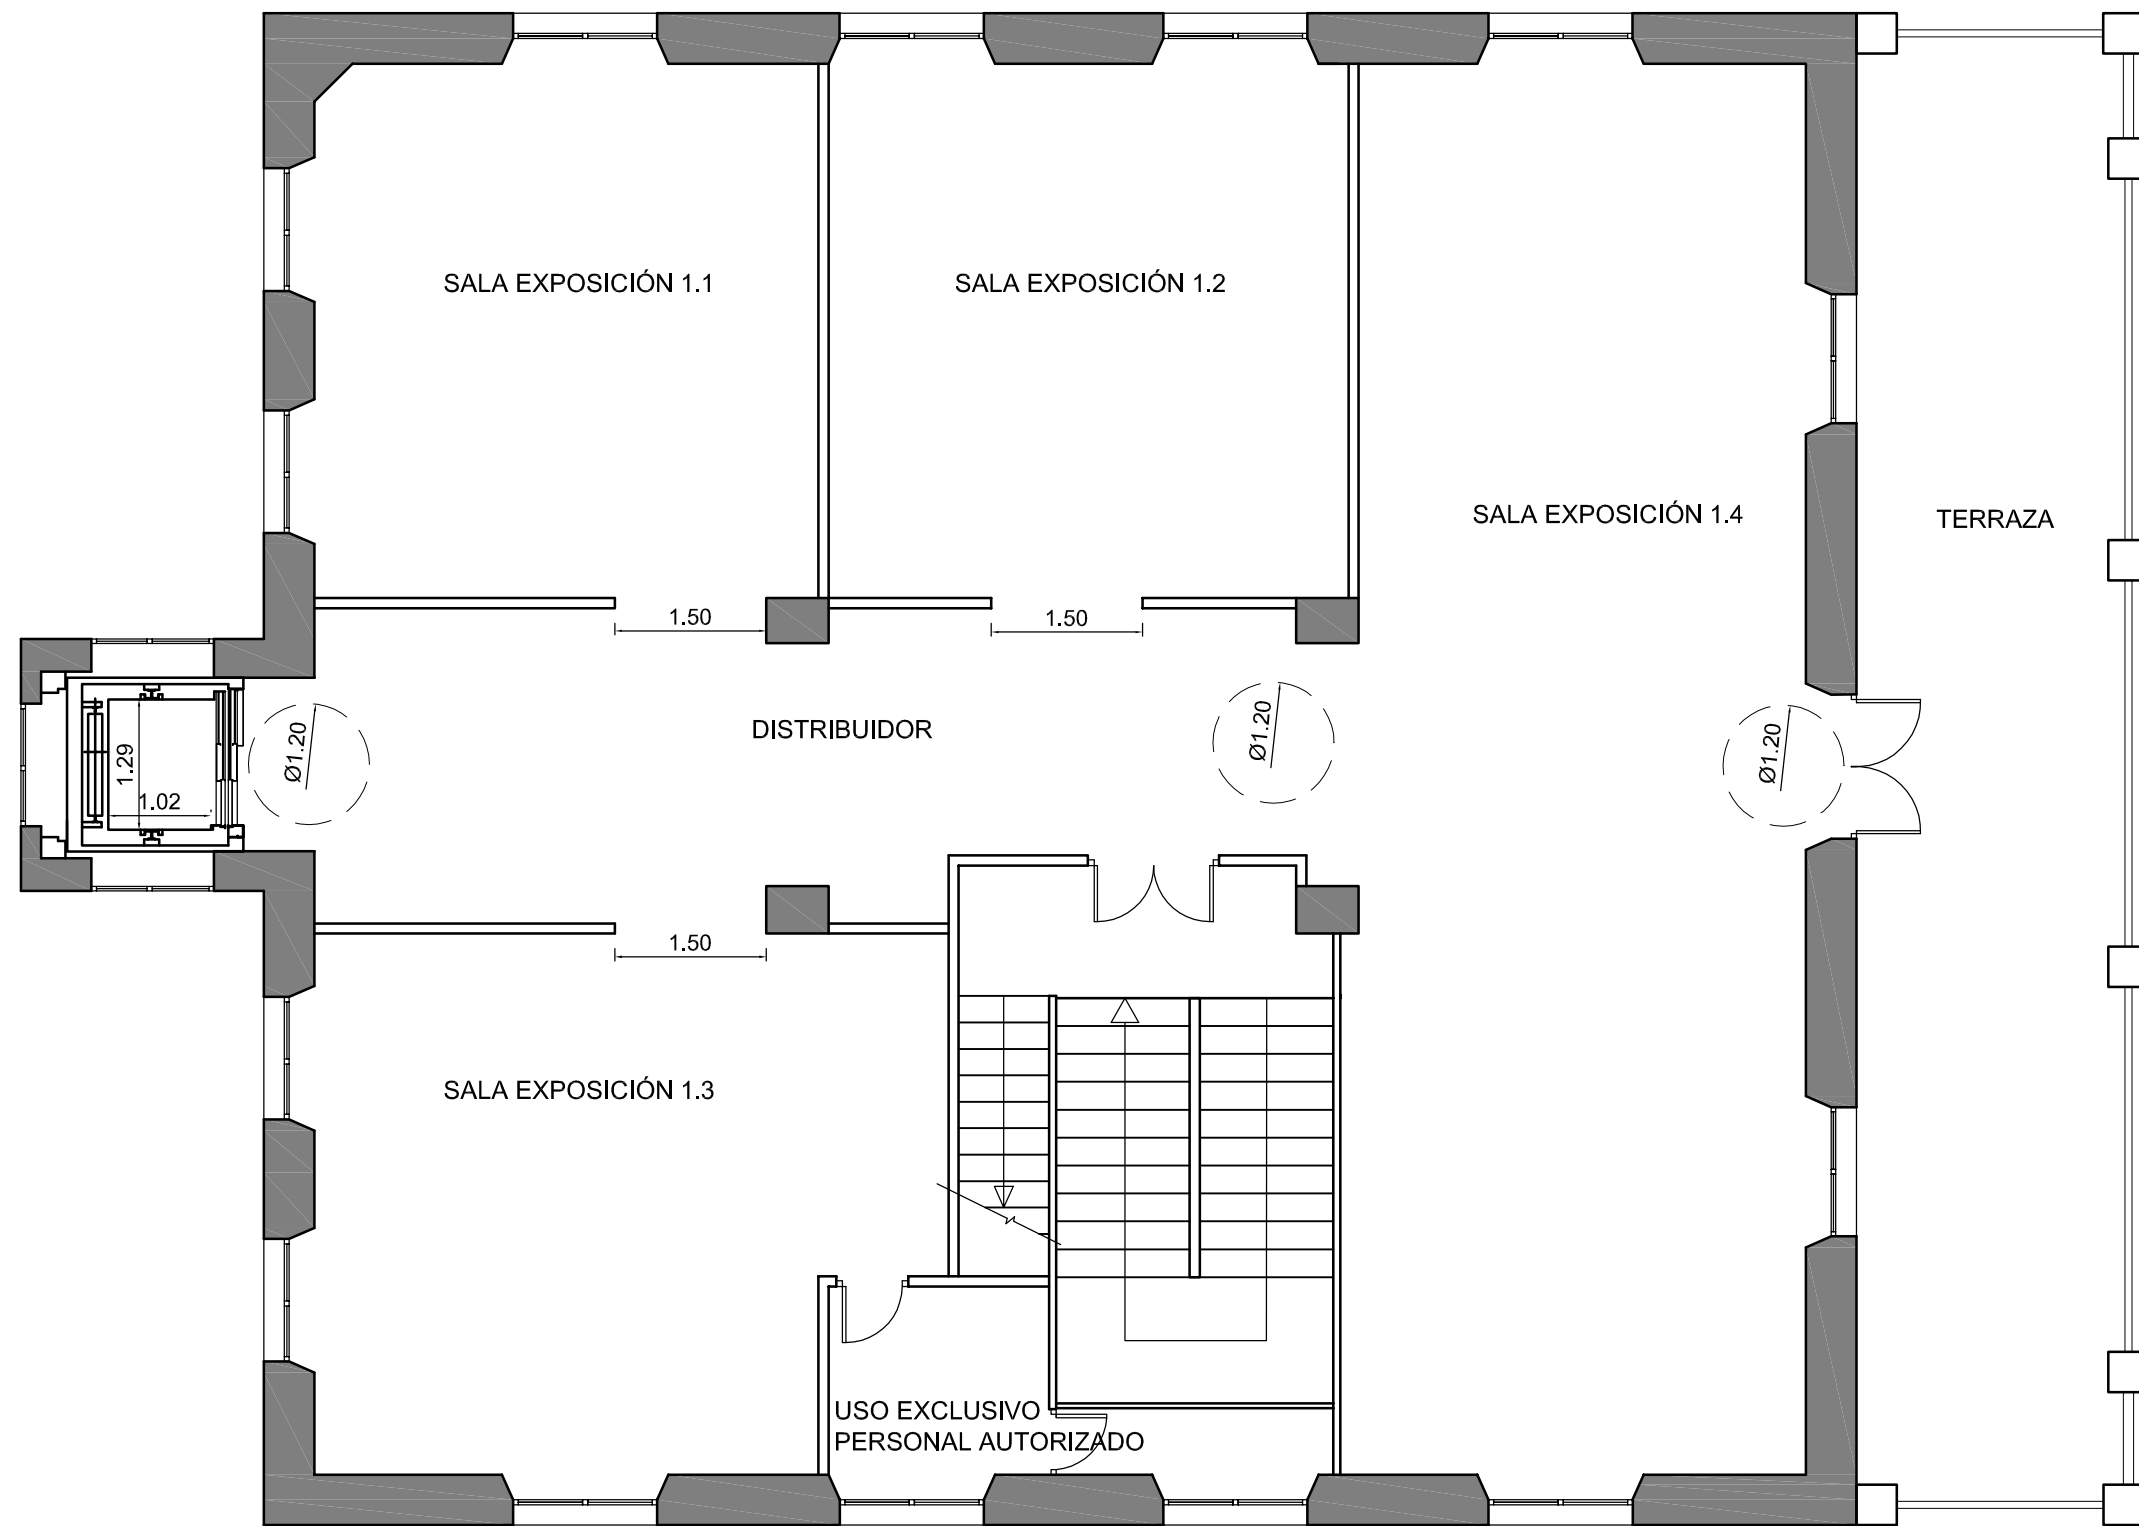 SALA EXPOSICIÓN 1.1
SALA EXPOSICIÓN 1.2
SALA EXPOSICIÓN 1.4
TERRAZA
1.50
1.50
DISTRIBUIDOR
Ø1.20
Ø1.20
Ø1.20
1.29
1.02
1.50
SALA EXPOSICIÓN 1.3
USO EXCLUSIVO
PERSONAL AUTORIZADO